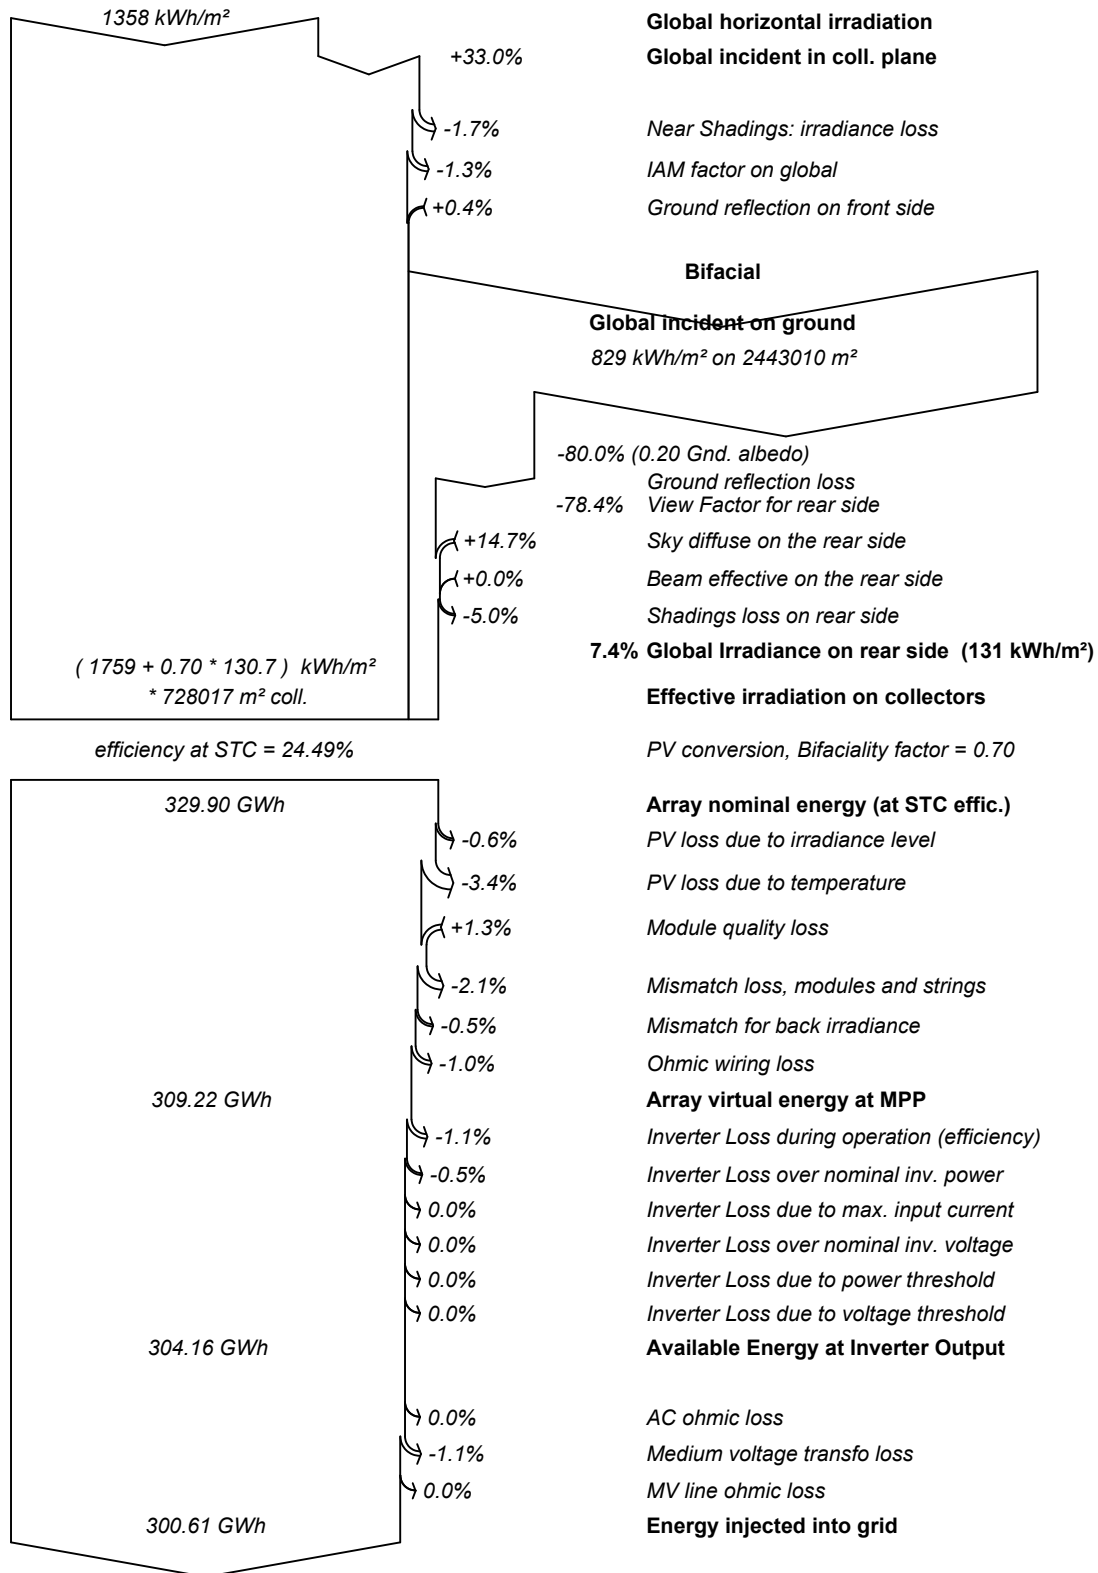 1358 kWh/m² Global horizontal irradiation
+33.0% Global incident in coll. plane
-1.7% Near Shadings: irradiance loss
-1.3% IAM factor on global
+0.4% Ground reflection on front side
Bifacial
Global incident on ground
829 kWh/m² on 2443010 m²
-80.0% (0.20 Gnd. albedo)
Ground reflection loss
-78.4% View Factor for rear side
+14.7% Sky diffuse on the rear side
+0.0% Beam effective on the rear side
-5.0% Shadings loss on rear side
7.4% Global Irradiance on rear side (131 kWh/m²)
( 1759 + 0.70 * 130.7 ) kWh/m²
* 728017 m² coll. Effective irradiation on collectors
efficiency at STC = 24.49% PV conversion, Bifaciality factor = 0.70
329.90 GWh Array nominal energy (at STC effic.)
-0.6% PV loss due to irradiance level
-3.4% PV loss due to temperature
+1.3% Module quality loss
-2.1% Mismatch loss, modules and strings
-0.5% Mismatch for back irradiance
-1.0% Ohmic wiring loss
309.22 GWh Array virtual energy at MPP
-1.1% Inverter Loss during operation (efficiency)
-0.5% Inverter Loss over nominal inv. power
0.0% Inverter Loss due to max. input current
0.0% Inverter Loss over nominal inv. voltage
0.0% Inverter Loss due to power threshold
0.0% Inverter Loss due to voltage threshold
304.16 GWh Available Energy at Inverter Output
0.0% AC ohmic loss
-1.1% Medium voltage transfo loss
0.0% MV line ohmic loss
300.61 GWh Energy injected into grid